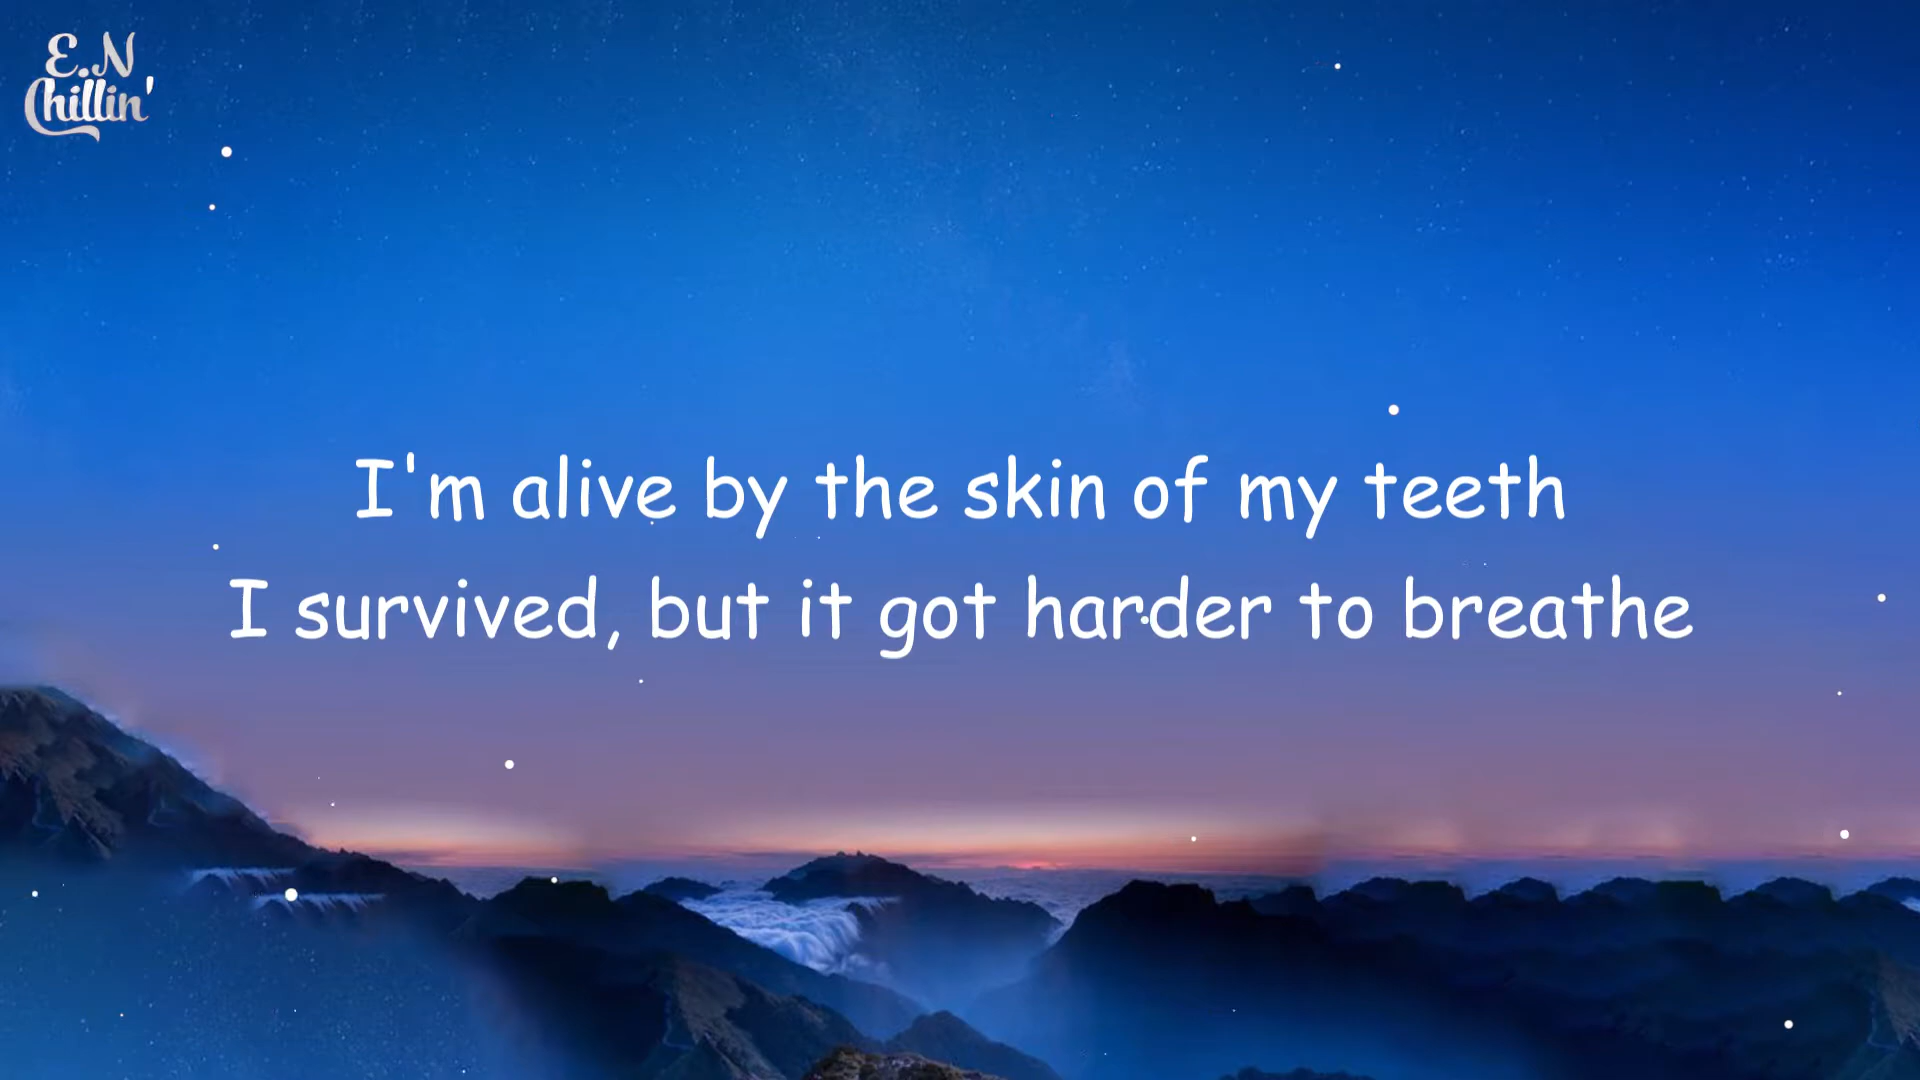 E.N
Chillin'
I'm alive by the skin of my teeth
I survived, but it got harder to breathe